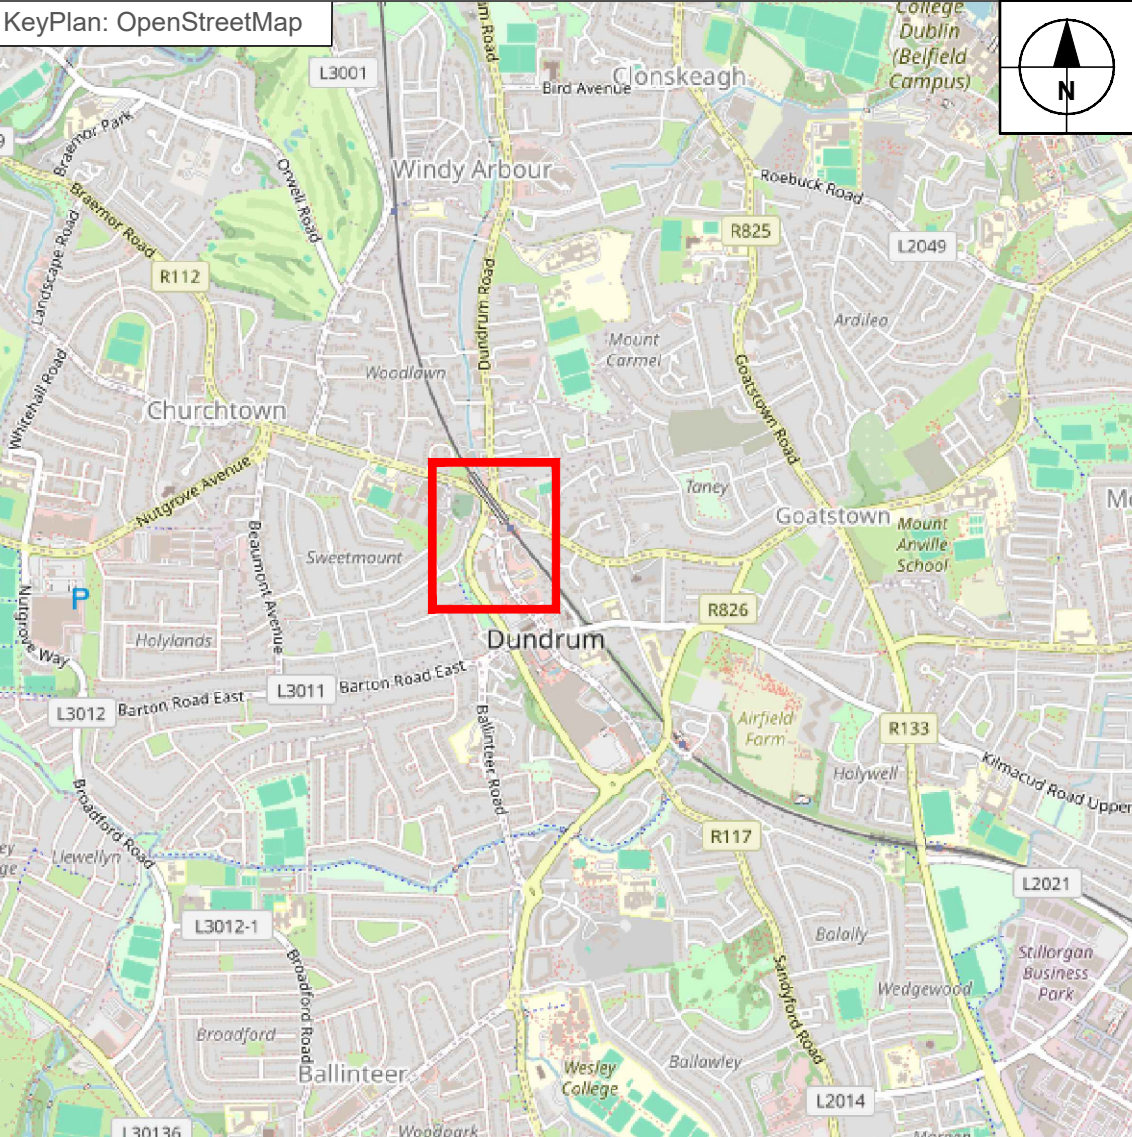 KeyPlan: OpenStreetMap
College
Dublin
(Belfield
Campus)
N
L3001
Road
Bird Avenue
Clonskeagh
Braemor Park
Windy Arbour
Orwell Road
Roebuck Road
Braemor Road
R825
L2049
Landscape Road
R112
Dundrum Road
Ardilea
Mount
Carmel
Woodlawn
Whitehall Road
Goatstown Road
Churchtown
Nutgrove Avenue
Taney
Goatstown
Mount
Anville
School
Beaumont Avenue
Sweetmount
P
R826
Nutgrove Way
Holylands
Dundrum
Barton Road East
L3011
Barton Road East
L3012
Ballinteer Road
Airfield
Farm
R133
Holywell
Kilmacud Road Upper
Broadford Road
R117
Llewellyn
L2021
L3012-1
Balally
Stillorgan
Business
Park
Broadford Road
Sandyford Road
Wedgewood
Broadford
Ballinteer
Wesley
College
Ballawley
L2014
L30136
Woodpark